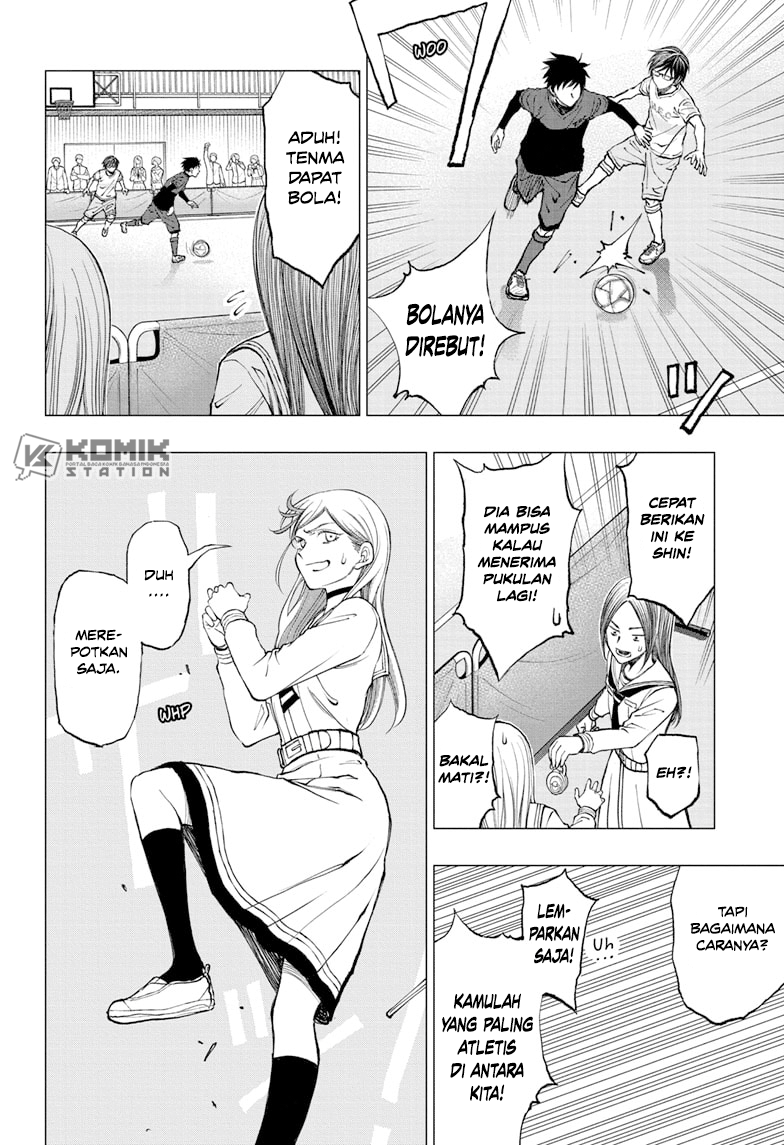 WOO
BOLANYA
DIREBUT!
ADUH!
TENMA
DAPAT
BOLA!
KOMIK
STATION
CEPAT
BERIKAN
INI KE
SHIN!
DIA BISA
MAMPUS
KALAU
MENERIMA
PUKULAN
LAGI!
EH?!
BAKAL
MATI?!
TAPI
BAGAIMANA
CARANYA?
Uh
...
LEM-
PARKAN
SAJA!
KAMULAH
YANG PALING
ATLETIS
DI ANTARA
KITA!
DUH
....
MERE-
POTKAN
SAJA.
WHP